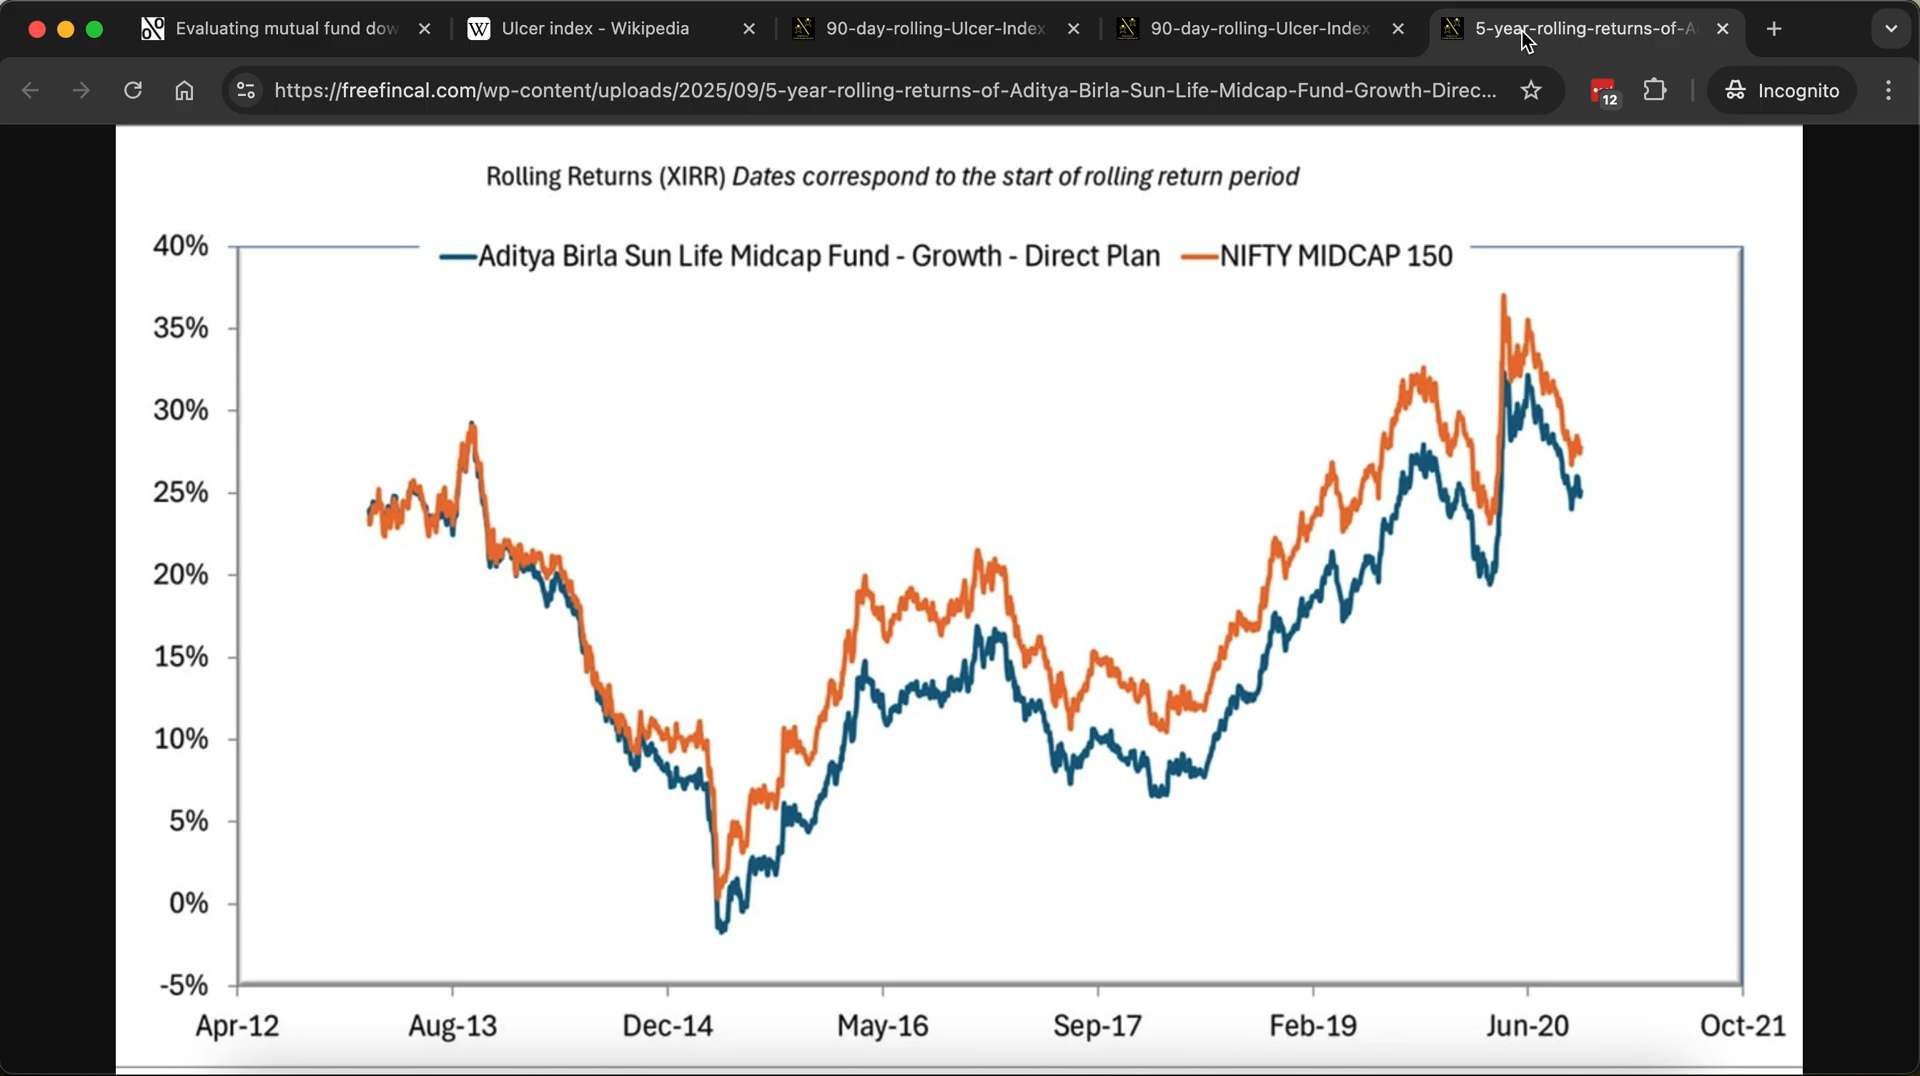 Evaluating mutual fund dow
Ulcer index - Wikipedia
90-day-rolling-Ulcer-Index
90-day-rolling-Ulcer-Index
5-year-rolling-returns-of-A
https://freefincal.com/wp-content/uploads/2025/09/5-year-rolling-returns-of-Aditya-Birla-Sun-Life-Midcap-Fund-Growth-Direc...
12
Incognito
Rolling Returns (XIRR) Dates correspond to the start of rolling return period
Aditya Birla Sun Life Midcap Fund - Growth - Direct Plan
NIFTY MIDCAP 150
40%
35%
30%
25%
20%
15%
10%
5%
0%
-5%
Apr-12
Aug-13
Dec-14
May-16
Sep-17
Feb-19
Jun-20
Oct-21